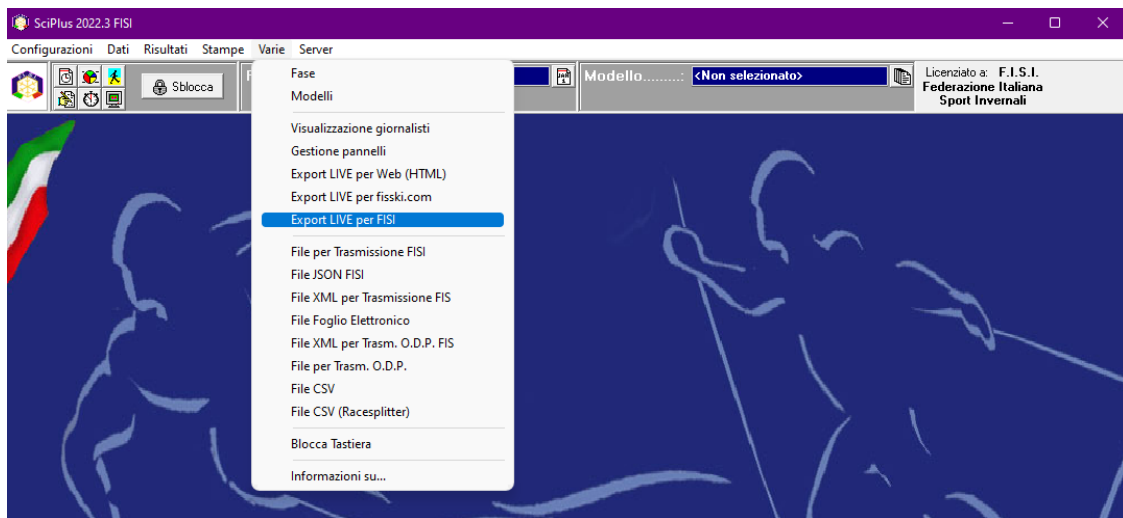 SciPlus 2022.3 FISI
Configurazioni Dati Risultati Stampe Varie Server
Sblocca
Modello.........: <Non selezionato>
Licenziato a: F.I.S.I.
Federazione Italiana
Sport Invernali
Fase
Modelli
Visualizzazione giornalisti
Gestione pannelli
Export LIVE per Web (HTML)
Export LIVE per fisski.com
Export LIVE per FISI
File per Trasmissione FISI
File JSON FISI
File XML per Trasmissione FIS
File Foglio Elettronico
File XML per Trasm. O.D.P. FIS
File per Trasm. O.D.P.
File CSV
File CSV (Racesplitter)
Blocca Tastiera
Informazioni su...